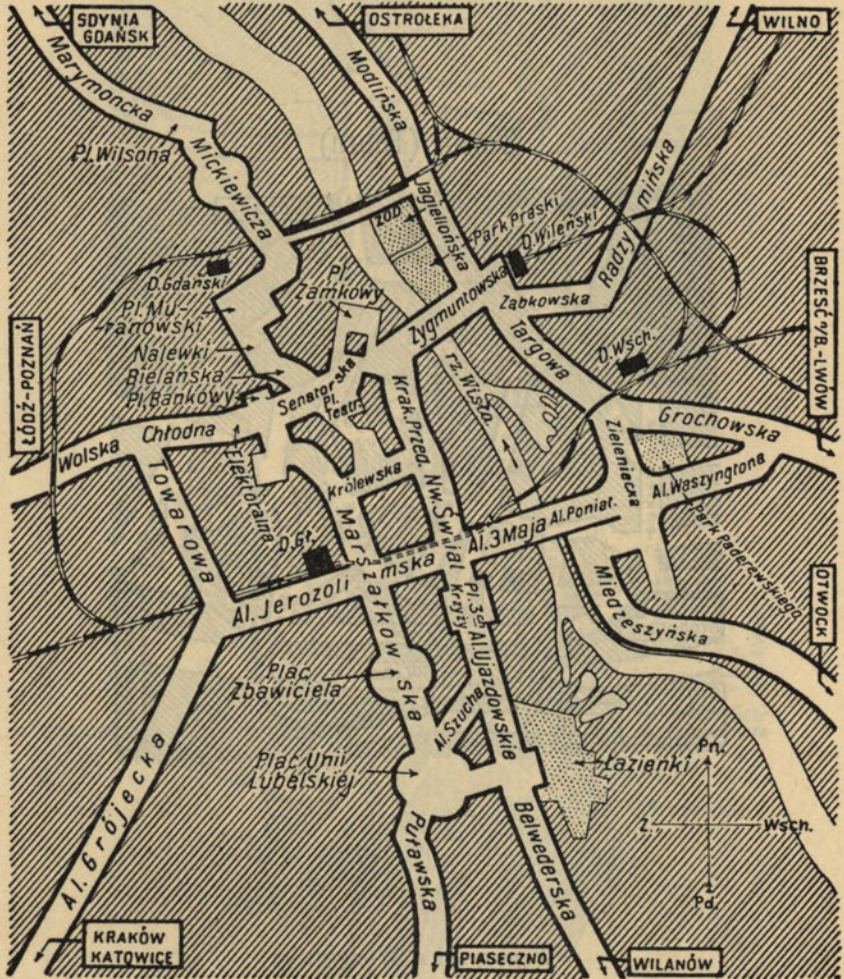 SDYNIA
GDAŃSK
OSTROŁEKA
WILNO
Marymoncka
Modlińska
Pl. Wilsona
Mickiewicza
Jagiellońska
ZOO
Park Praski
D. Wileński
Radzymińska
D. Gdański
Pl. Zamkowy
Pl. Mu-
ranowski
Zygmuntowska
Ząbkowska
BRZEŚĆ n/B.-LWÓW
Nalewki
Targowa
D. Wsch.
Bielańska
Senatorska
rz. Wisła
ŁÓDŹ-POZNAŃ
Pl. Bankowy
Pl. Teatr.
Krak. Przed.
Grochowska
Wolska
Chłodna
Elektoralna
Królewska
Zieleniecka
Al. Waszyngtona
Towarowa
Nw. Świat
Al. 3 Maja
Al. Poniat.
Park Paderewskiego
D. Gł.
Marszałkowska
Al. Jerozolimska
Pl. 3ch
Krzyży
Miedzeszyńska
OTWOCK
Plac
Zbawiciela
Al. Szucha
Al. Ujazdowskie
Plac Unii
Lubelskiej
Łazienki
Pn.
Z.
Wsch.
Pd.
Al. Grójecka
Puławska
Belwederska
KRAKÓW
KATOWICE
PIASECZNO
WILANÓW